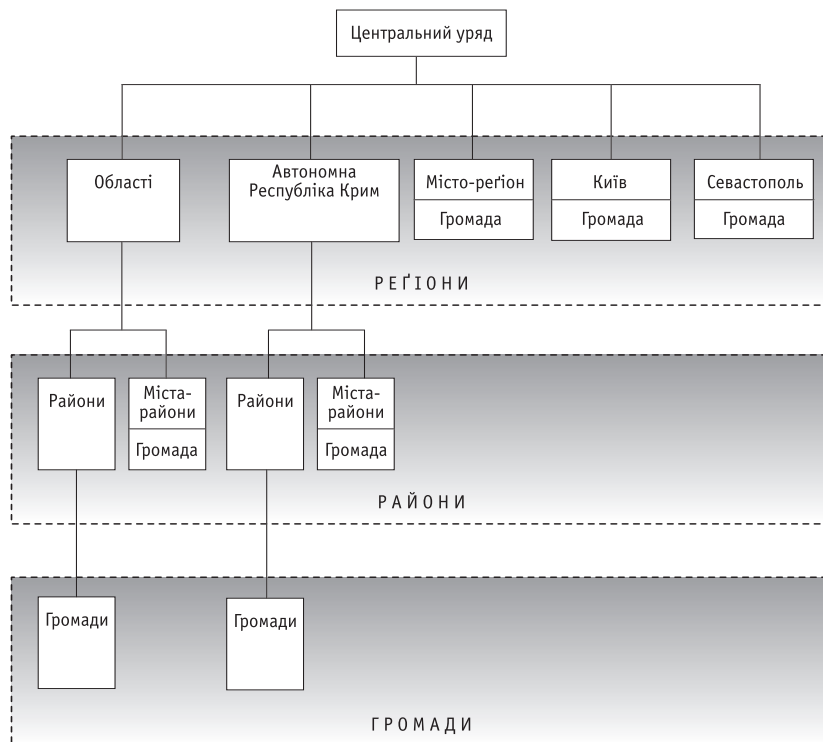 Центральний уряд
Області
Автономна
Республіка Крим
Місто-реґіон
Громада
Київ
Громада
Севастополь
Громада
РЕҐІОНИ
Райони
Міста-
райони
Громада
Райони
Міста-
райони
Громада
РАЙОНИ
Громади
Громади
ГРОМАДИ